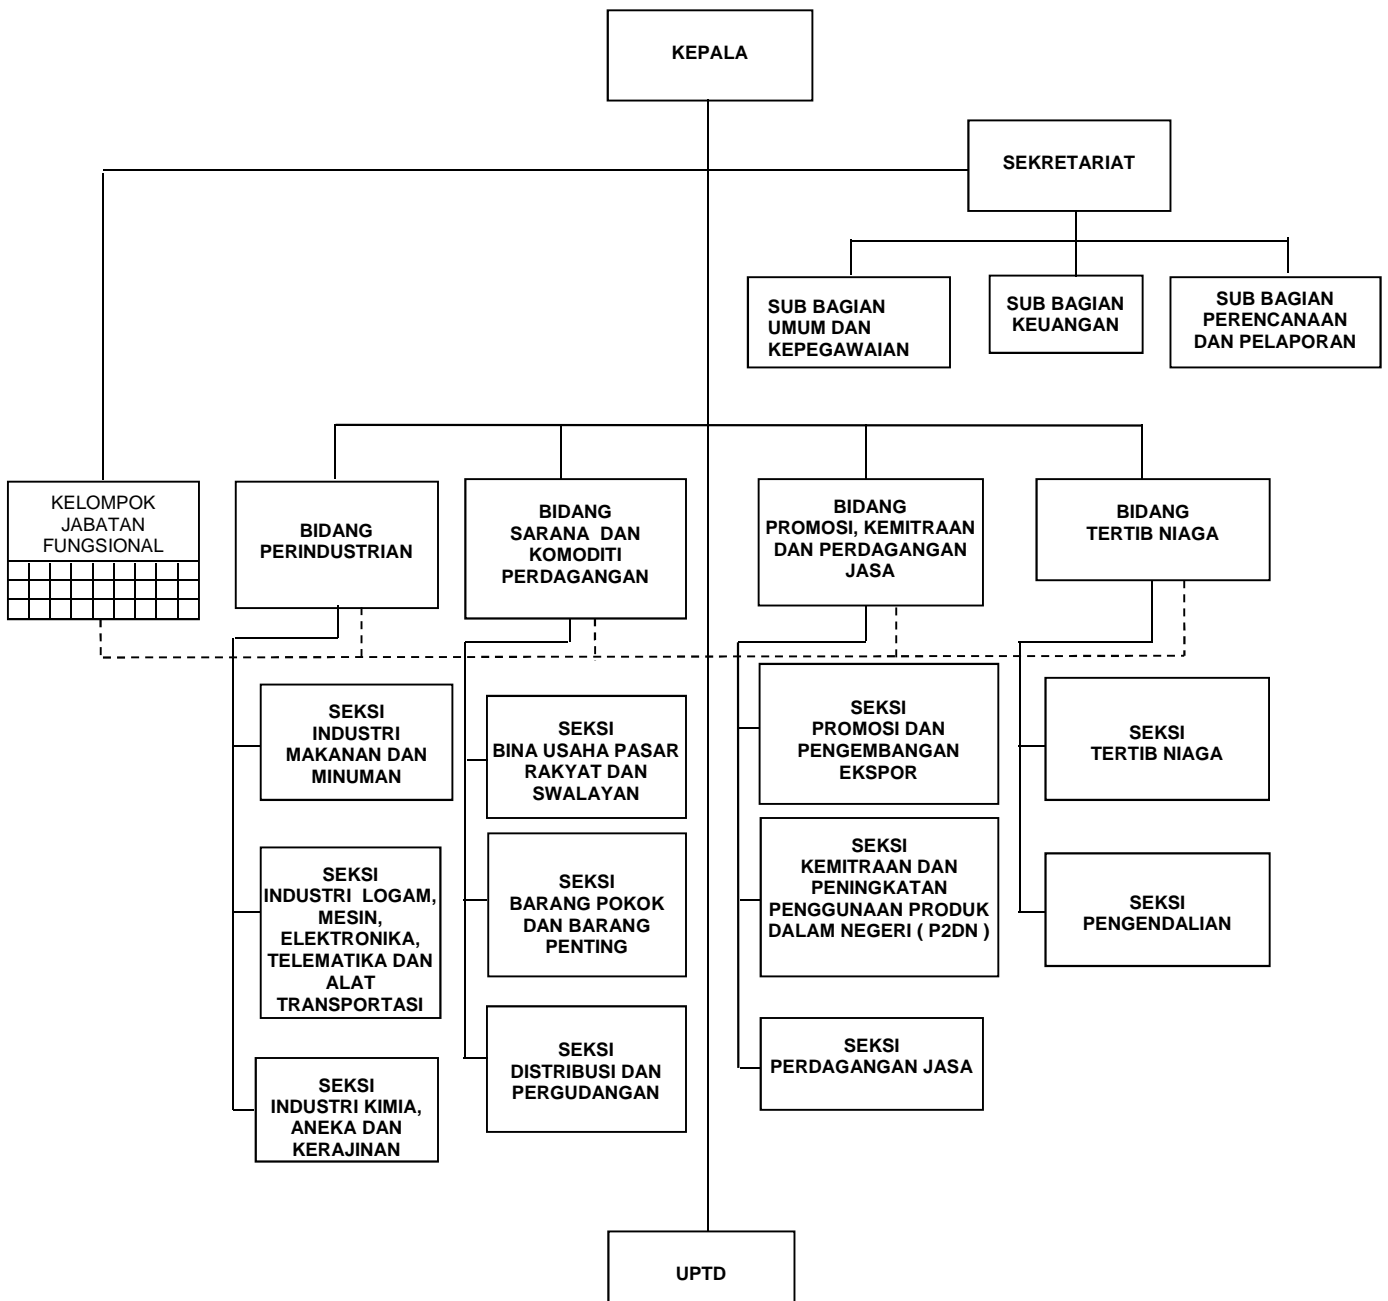 KEPALA
SEKRETARIAT
SUB BAGIAN
UMUM DAN
KEPEGAWAIAN
SUB BAGIAN
KEUANGAN
SUB BAGIAN
PERENCANAAN
DAN PELAPORAN
KELOMPOK
JABATAN
FUNGSIONAL
BIDANG
PERINDUSTRIAN
BIDANG
SARANA DAN
KOMODITI
PERDAGANGAN
BIDANG
PROMOSI, KEMITRAAN
DAN PERDAGANGAN
JASA
BIDANG
TERTIB NIAGA
SEKSI
INDUSTRI
MAKANAN DAN
MINUMAN
SEKSI
BINA USAHA PASAR
RAKYAT DAN
SWALAYAN
SEKSI
PROMOSI DAN
PENGEMBANGAN
EKSPOR
SEKSI
TERTIB NIAGA
SEKSI
INDUSTRI LOGAM,
MESIN,
ELEKTRONIKA,
TELEMATIKA DAN
ALAT
TRANSPORTASI
SEKSI
BARANG POKOK
DAN BARANG
PENTING
SEKSI
KEMITRAAN DAN
PENINGKATAN
PENGGUNAAN PRODUK
DALAM NEGERI ( P2DN )
SEKSI
PENGENDALIAN
SEKSI
INDUSTRI KIMIA,
ANEKA DAN
KERAJINAN
SEKSI
DISTRIBUSI DAN
PERGUDANGAN
SEKSI
PERDAGANGAN JASA
UPTD